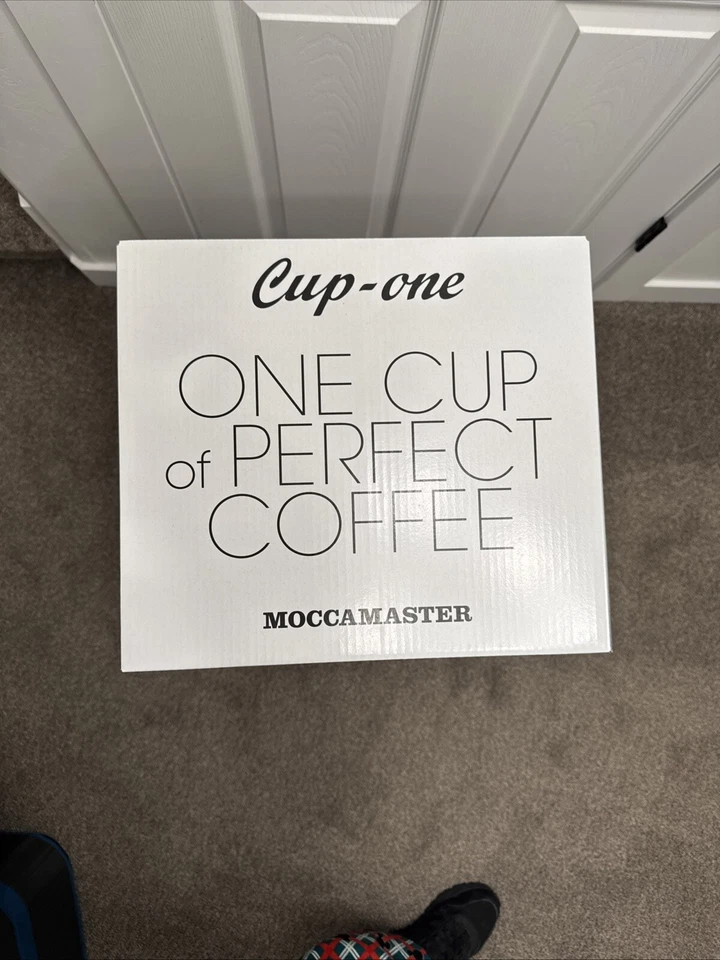 Cup-one
ONE CUP
of PERFECT
COFFEE
MOCCAMASTER